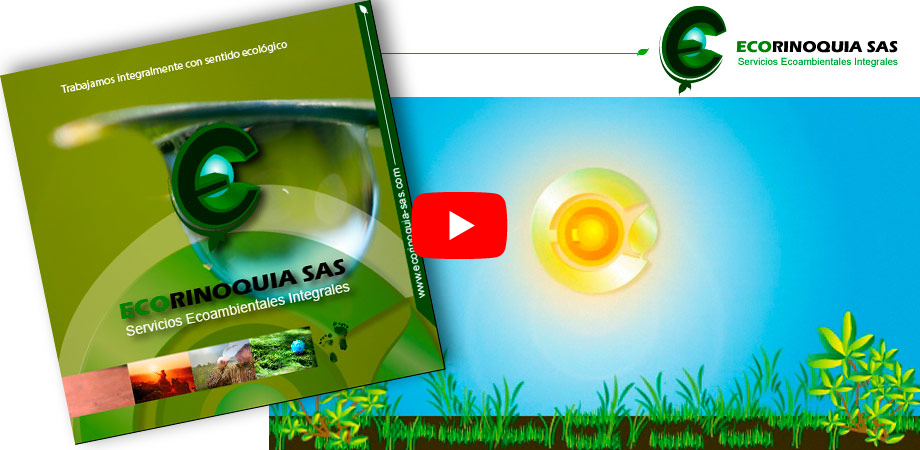 Trabajamos integralmente con sentido ecológico
ECORINOQUIA SAS
Servicios Ecoambientales Integrales
www.ecorinoquia-sas.com
ECORINOQUIA SAS
Servicios Ecoambientales Integrales